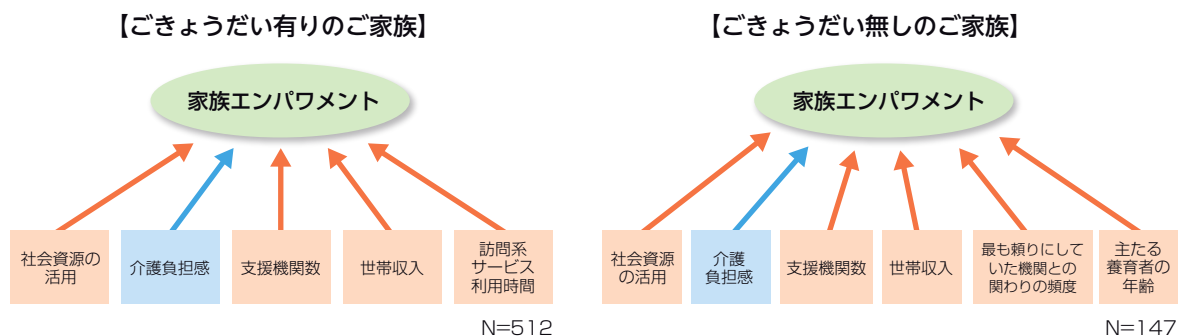 【ごきょうだい有りのご家族】
家族エンパワメント
社会資源の
活用
介護負担感
支援機関数
世帯収入
訪問系
サービス
利用時間
N=512
【ごきょうだい無しのご家族】
家族エンパワメント
社会資源
の活用
介護
負担感
支援機関数
世帯収入
最も頼りにして
いた機関との
関わりの頻度
主たる
養育者の
年齢
N=147